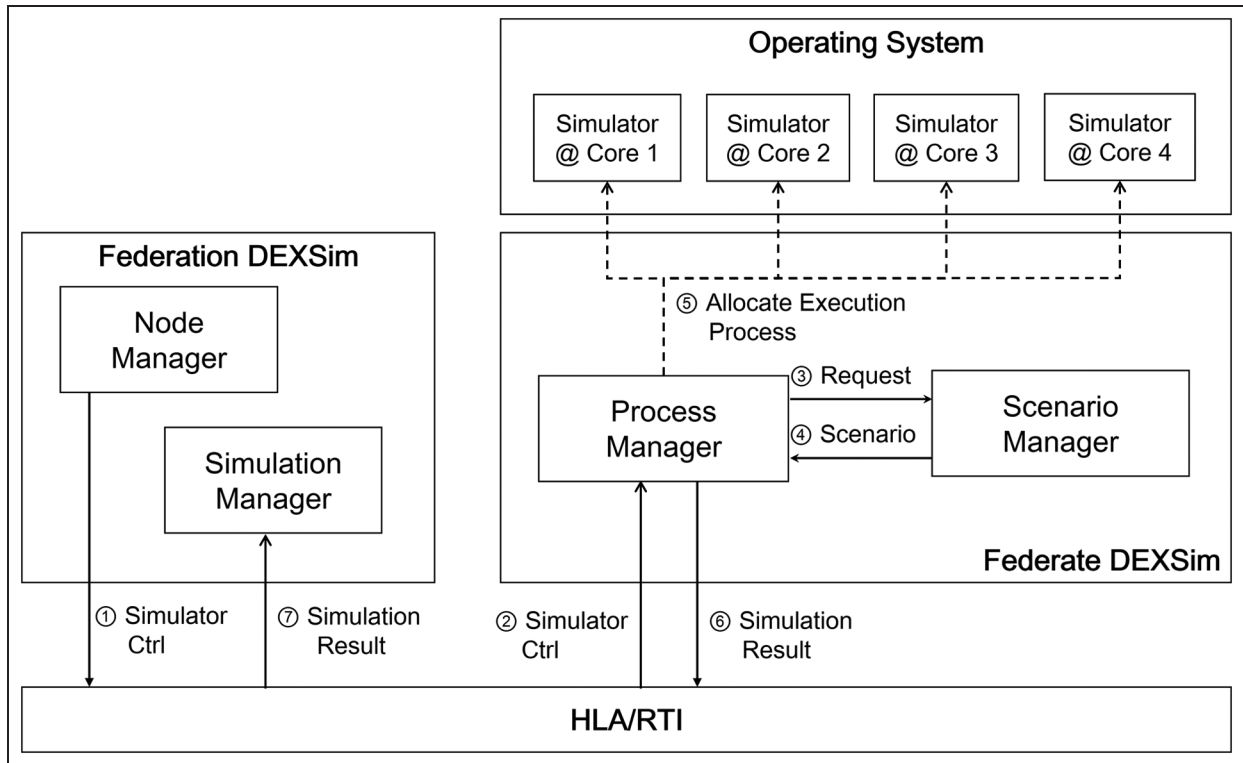 Operating System
Simulator
@ Core 1
Simulator
@ Core 2
Simulator
@ Core 3
Simulator
@ Core 4
Federation DEXSim
Node
Manager
Simulation
Manager
⑤ Allocate Execution
Process
Process
Manager
③ Request
④ Scenario
Scenario
Manager
Federate DEXSim
① Simulator
Ctrl
⑦ Simulation
Result
② Simulator
Ctrl
⑥ Simulation
Result
HLA/RTI